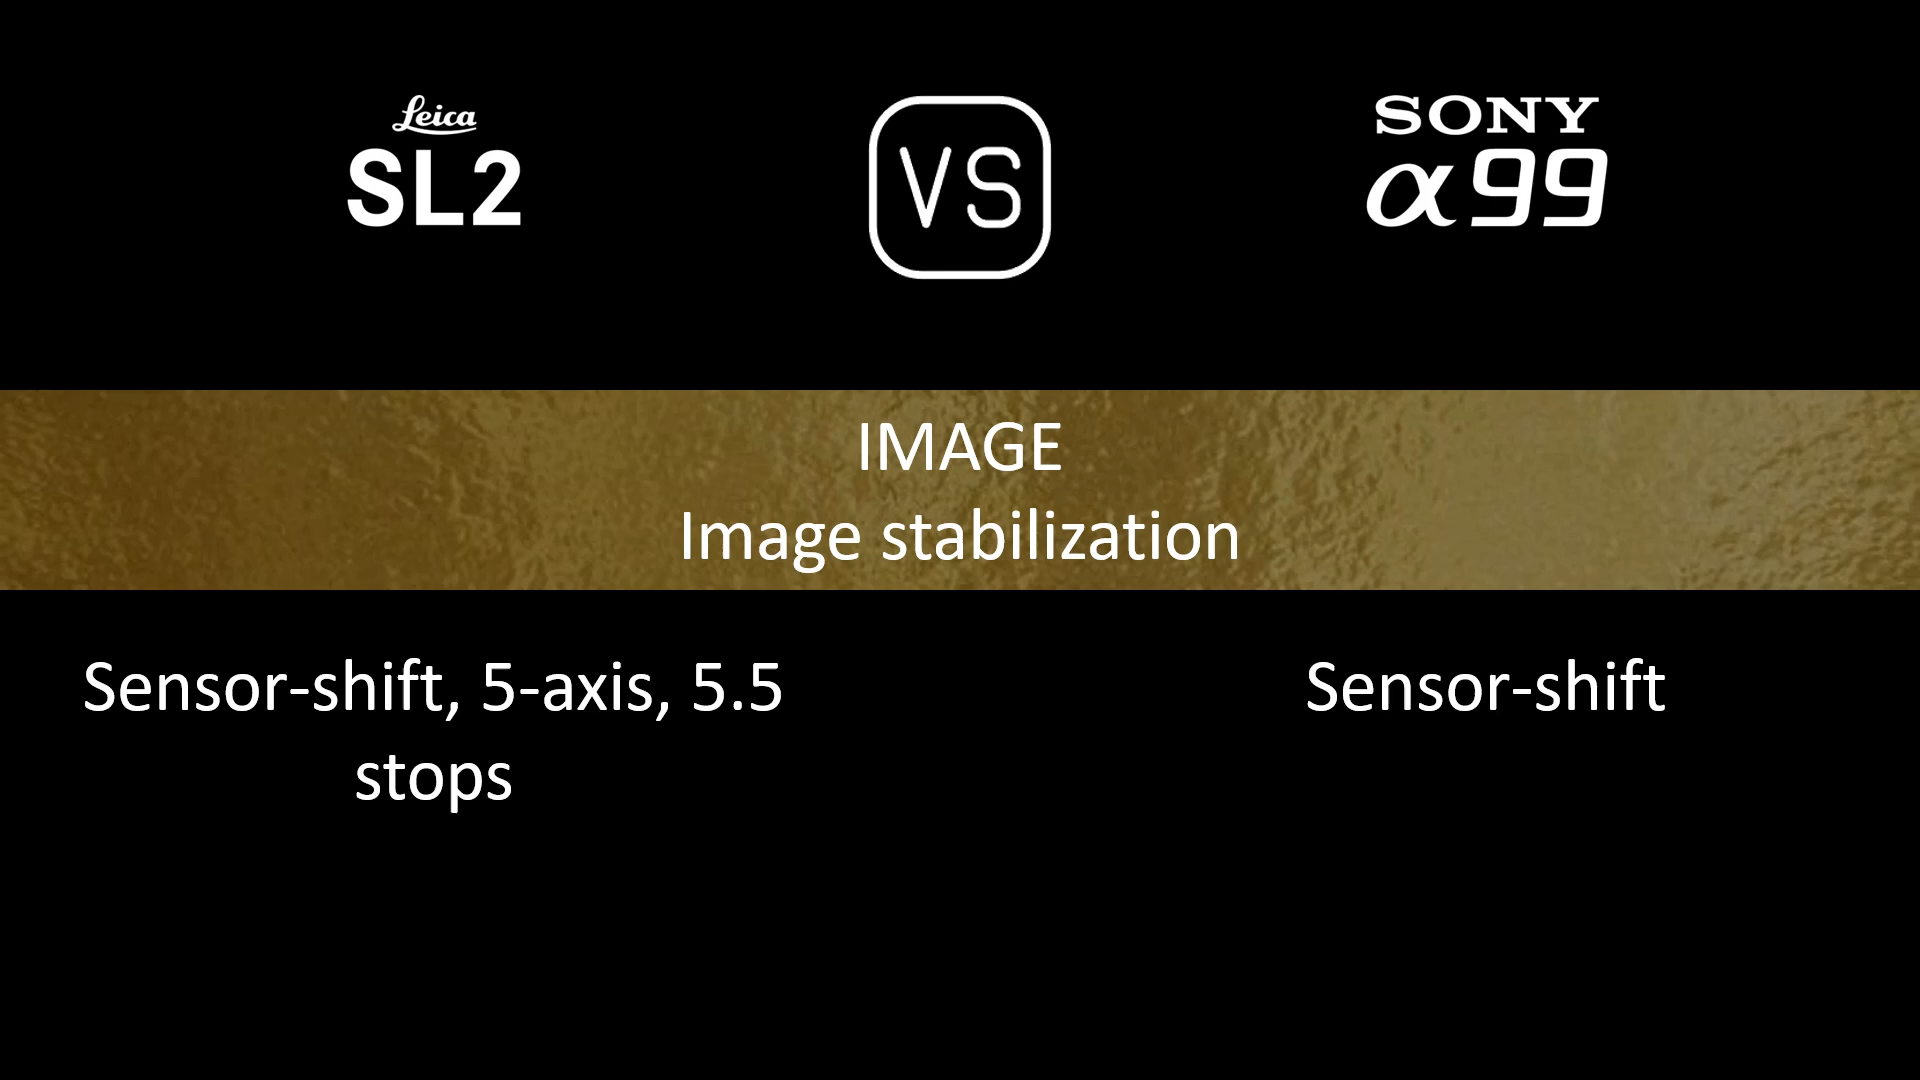 Leica
SL2
VS
SONY
α99
IMAGE
Image stabilization
Sensor-shift, 5-axis, 5.5
stops
Sensor-shift